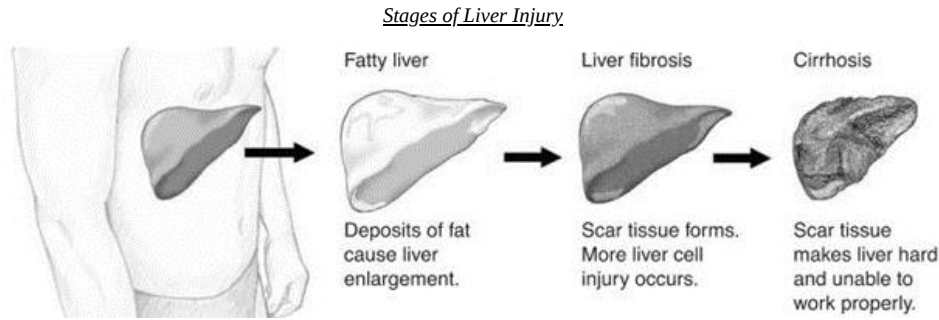 Stages of Liver Injury
Fatty liver
Deposits of fat
cause liver
enlargement.
Liver fibrosis
Scar tissue forms.
More liver cell
injury occurs.
Cirrhosis
Scar tissue
makes liver hard
and unable to
work properly.